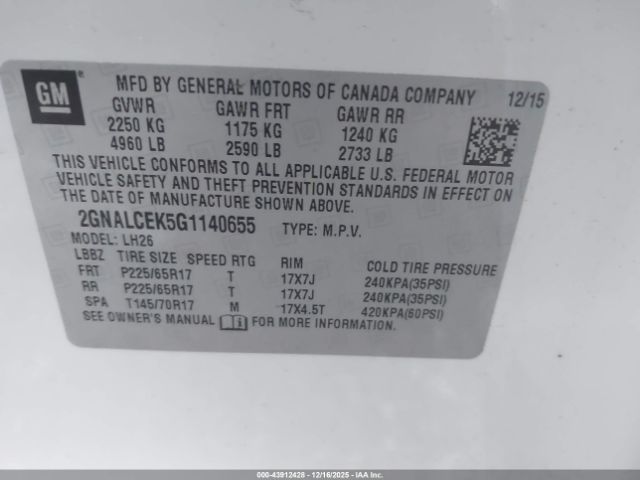 GM ®
MFD BY GENERAL MOTORS OF CANADA COMPANY 12/15
GVWR GAWR FRT GAWR RR
2250 KG 1175 KG 1240 KG
4960 LB 2590 LB 2733 LB
THIS VEHICLE CONFORMS TO ALL APPLICABLE U.S. FEDERAL MOTOR
VEHICLE SAFETY AND THEFT PREVENTION STANDARDS IN EFFECT ON
THE DATE OF MANUFACTURE SHOWN ABOVE.
2GNALCEK5G1140655 TYPE: M.P.V.
MODEL: LH26
LBBZ TIRE SIZE SPEED RTG RIM COLD TIRE PRESSURE
FRT P225/65R17 T 17X7J 240KPA(35PSI)
RR P225/65R17 T 17X7J 240KPA(35PSI)
SPA T145/70R17 M 17X4.5T 420KPA(60PSI)
SEE OWNER'S MANUAL i FOR MORE INFORMATION.
000-43912428 - 12/16/2025 - IAAI.COM